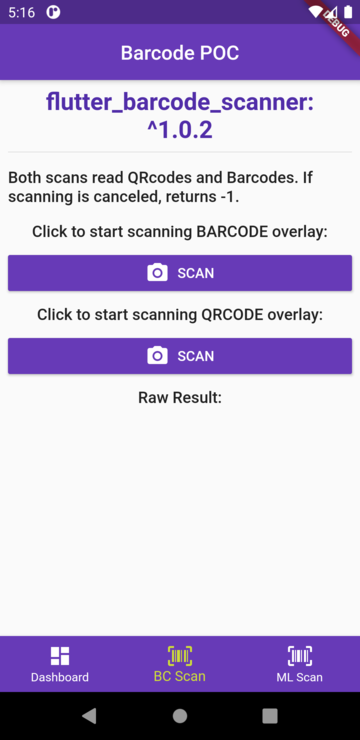 5:16
DEBUG
Barcode POC
flutter_barcode_scanner:
^1.0.2
Both scans read QRcodes and Barcodes. If
scanning is canceled, returns -1.
Click to start scanning BARCODE overlay:
SCAN
Click to start scanning QRCODE overlay:
SCAN
Raw Result:
Dashboard
BC Scan
ML Scan